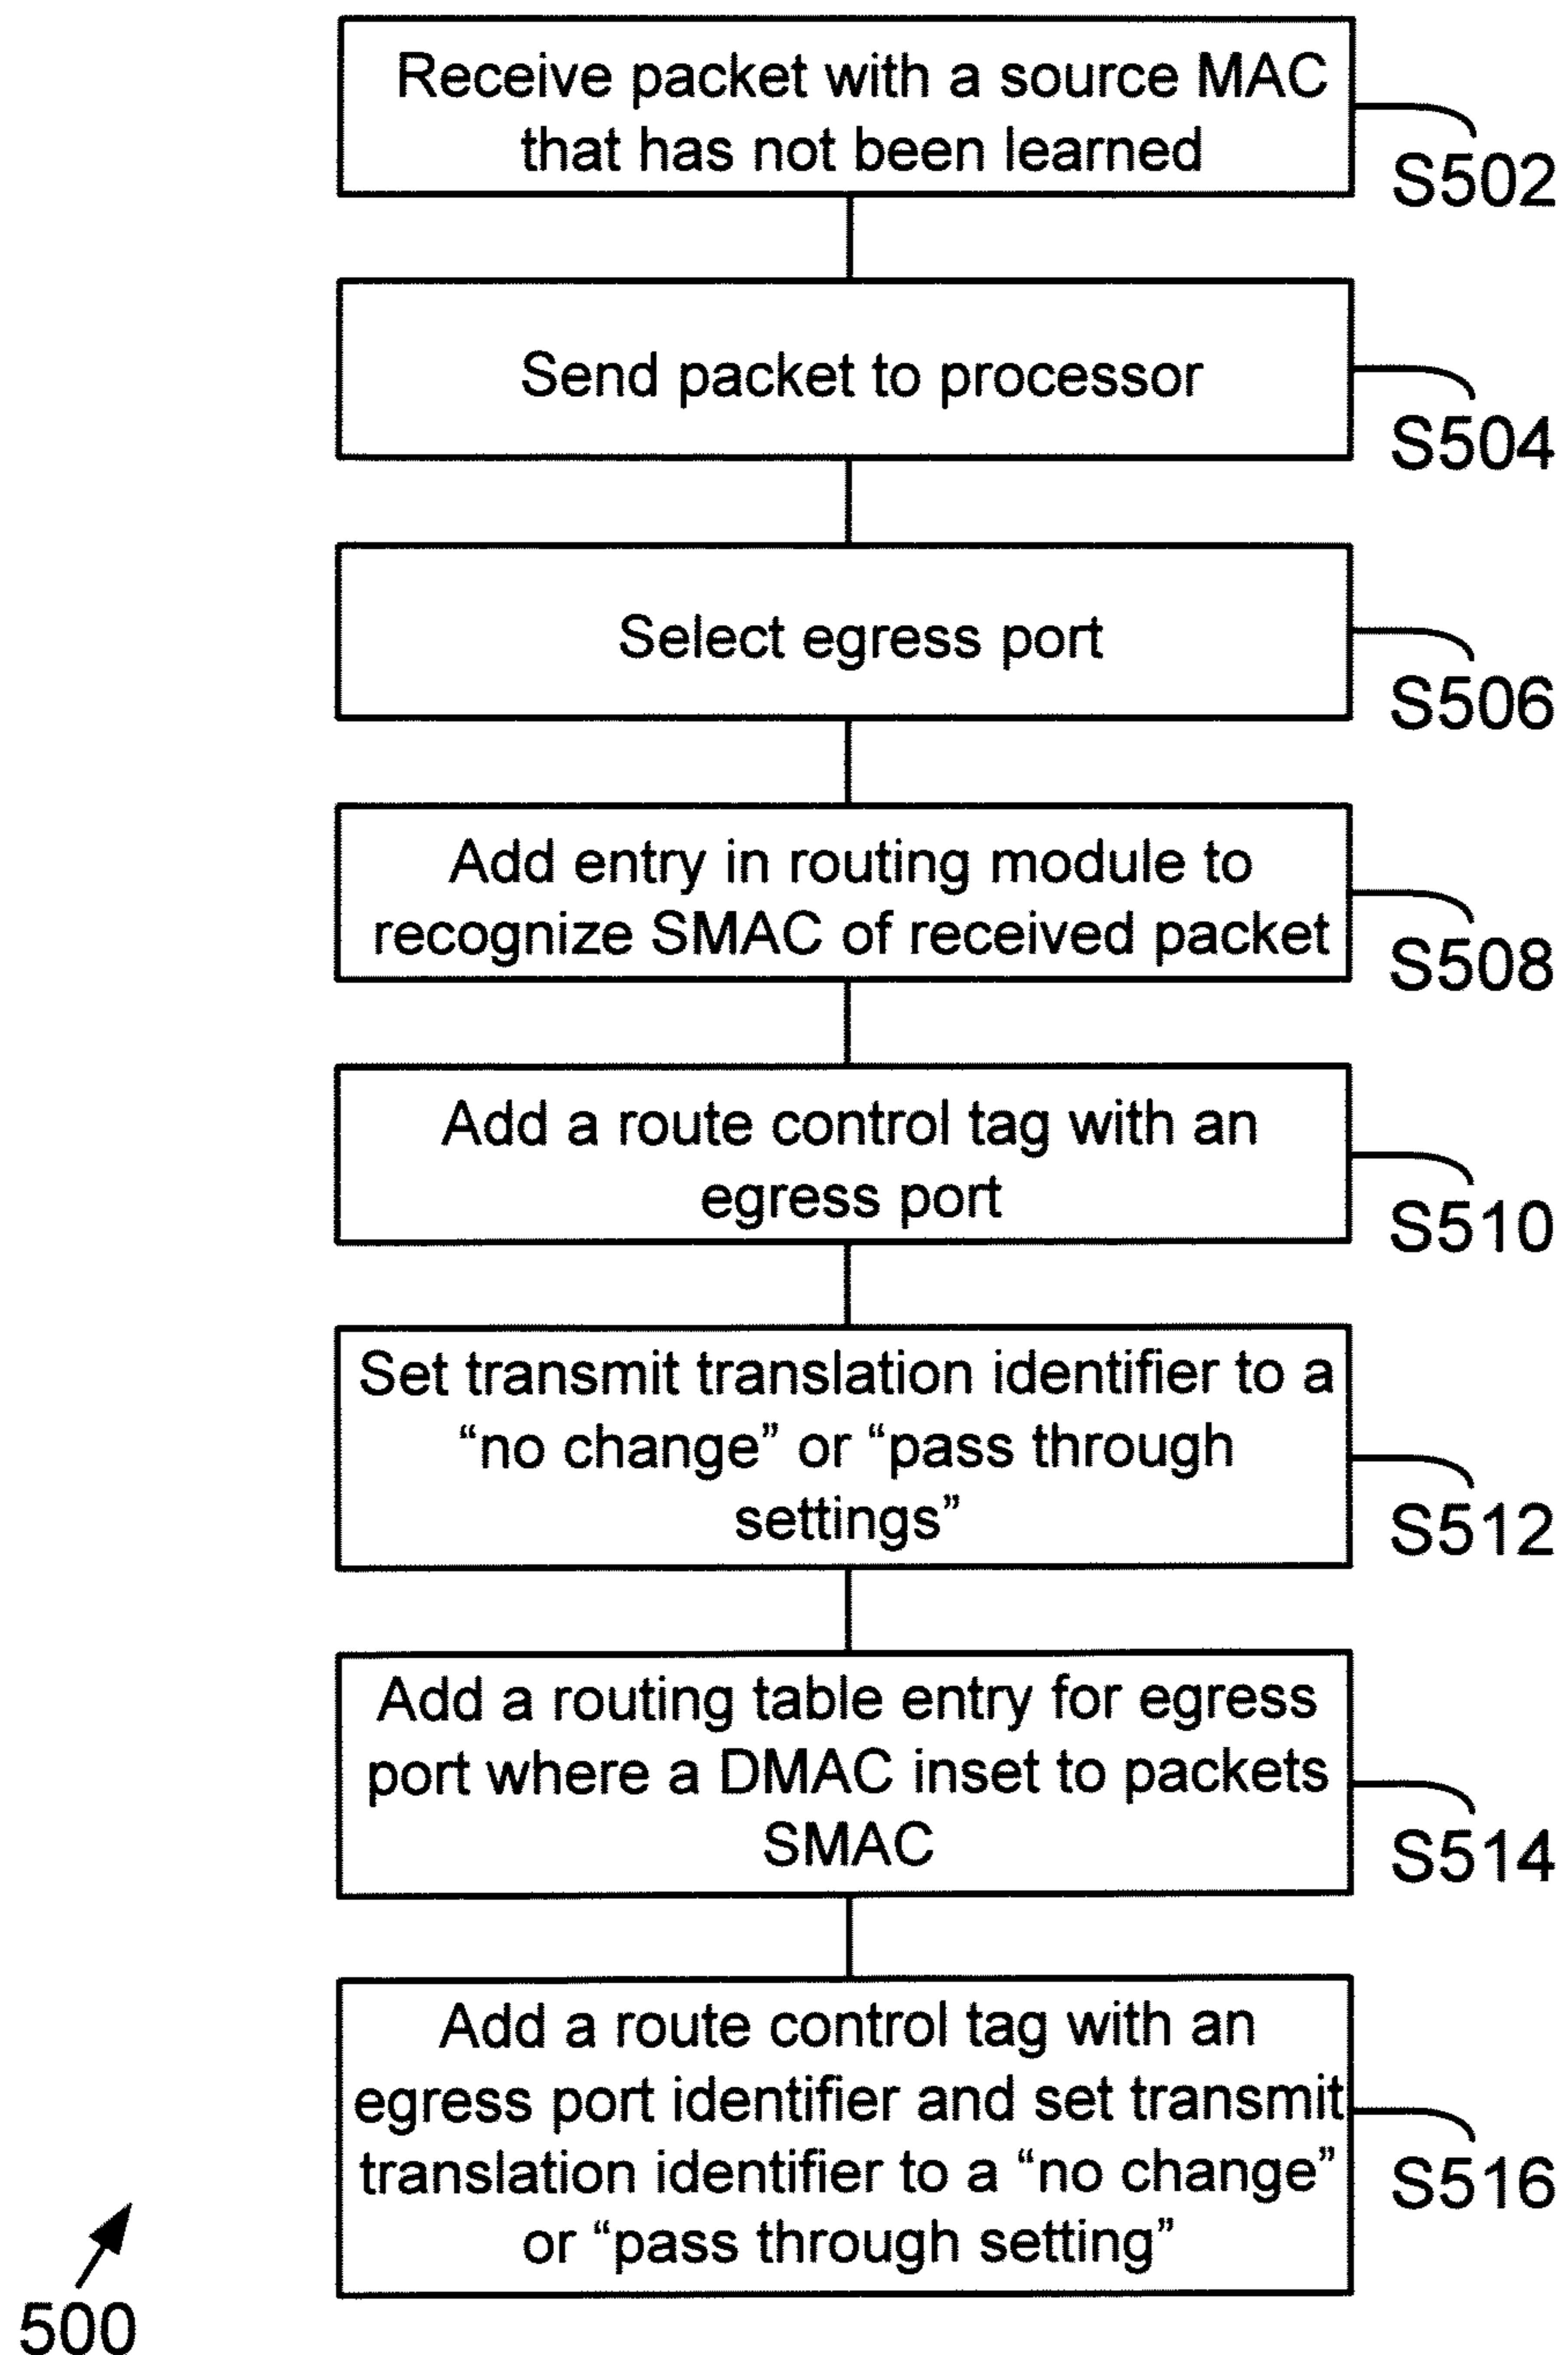 Receive packet with a source MAC
that has not been learned
S502
Send packet to processor
S504
Select egress port
S506
Add entry in routing module to
recognize SMAC of received packet
S508
Add a route control tag with an
egress port
S510
Set transmit translation identifier to a
“no change” or “pass through
settings”
S512
Add a routing table entry for egress
port where a DMAC inset to packets
SMAC
S514
Add a route control tag with an
egress port identifier and set transmit
translation identifier to a “no change”
or “pass through setting”
S516
500